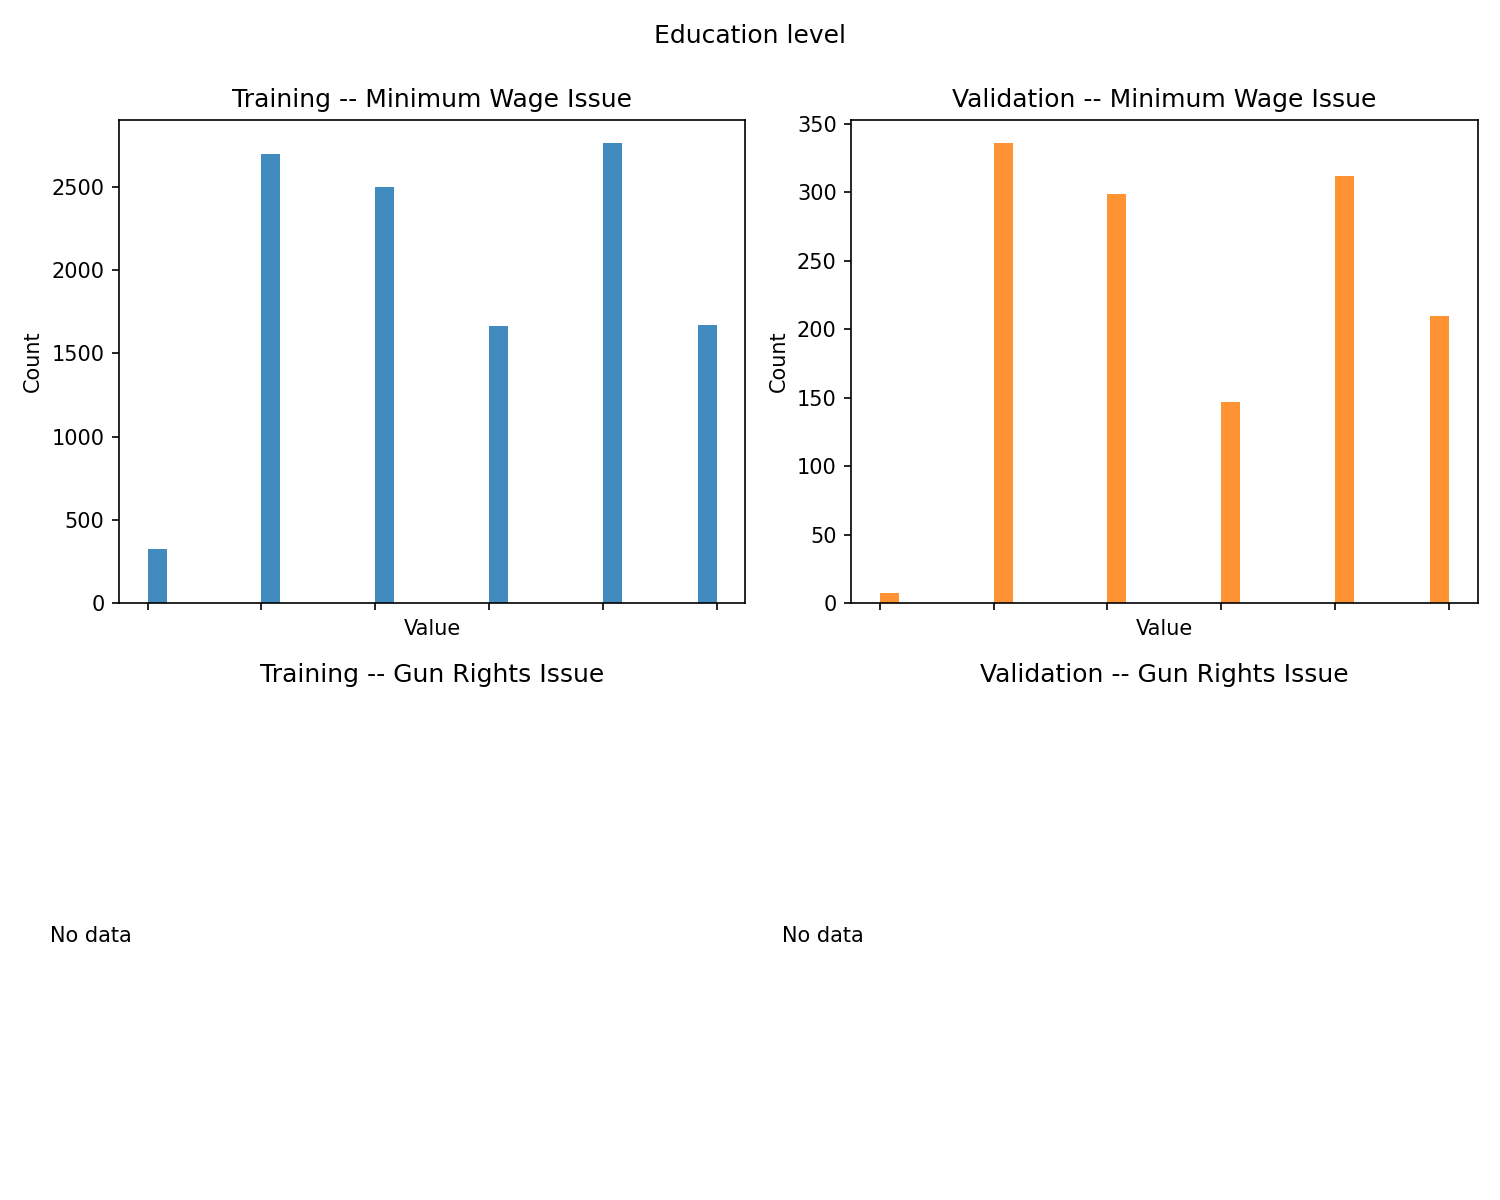 Education level
Training -- Minimum Wage Issue
2500
2000
1500
1000
500
0
Count
Value
Validation -- Minimum Wage Issue
350
300
250
200
150
100
50
0
Count
Value
Training -- Gun Rights Issue
No data
Validation -- Gun Rights Issue
No data